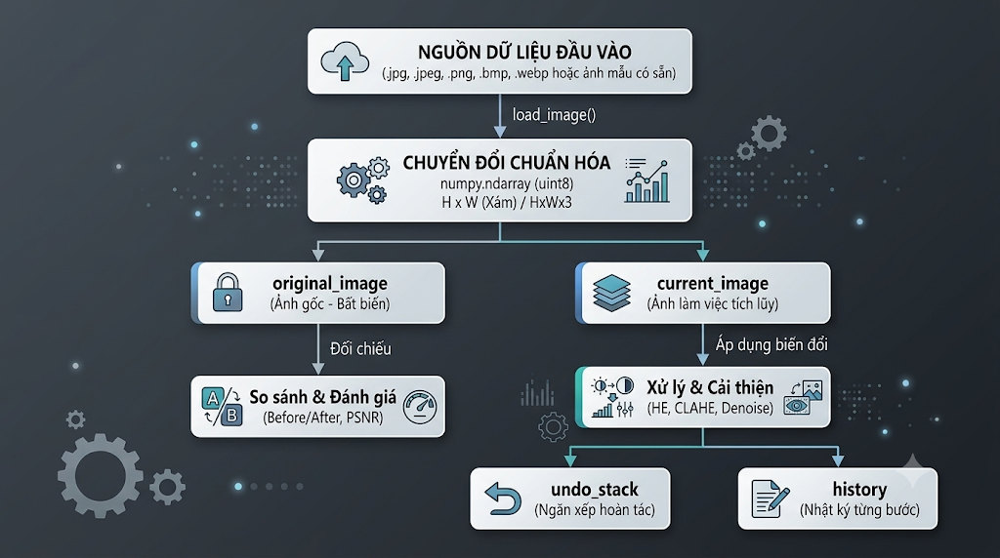 NGUỒN DỮ LIỆU ĐẦU VÀO
(.jpg, .jpeg, .png, .bmp, .webp hoặc ảnh mẫu có sẵn)
load_image()
CHUYỂN ĐỔI CHUẨN HÓA
numpy.ndarray (uint8)
H x W (Xám) / HxWx3
original_image
(Ảnh gốc - Bất biến)
current_image
(Ảnh làm việc tích lũy)
Đối chiếu
Áp dụng biến đổi
A
B
So sánh & Đánh giá
(Before/After, PSNR)
Xử lý & Cải thiện
(HE, CLAHE, Denoise)
undo_stack
(Ngăn xếp hoàn tác)
history
(Nhật ký từng bước)